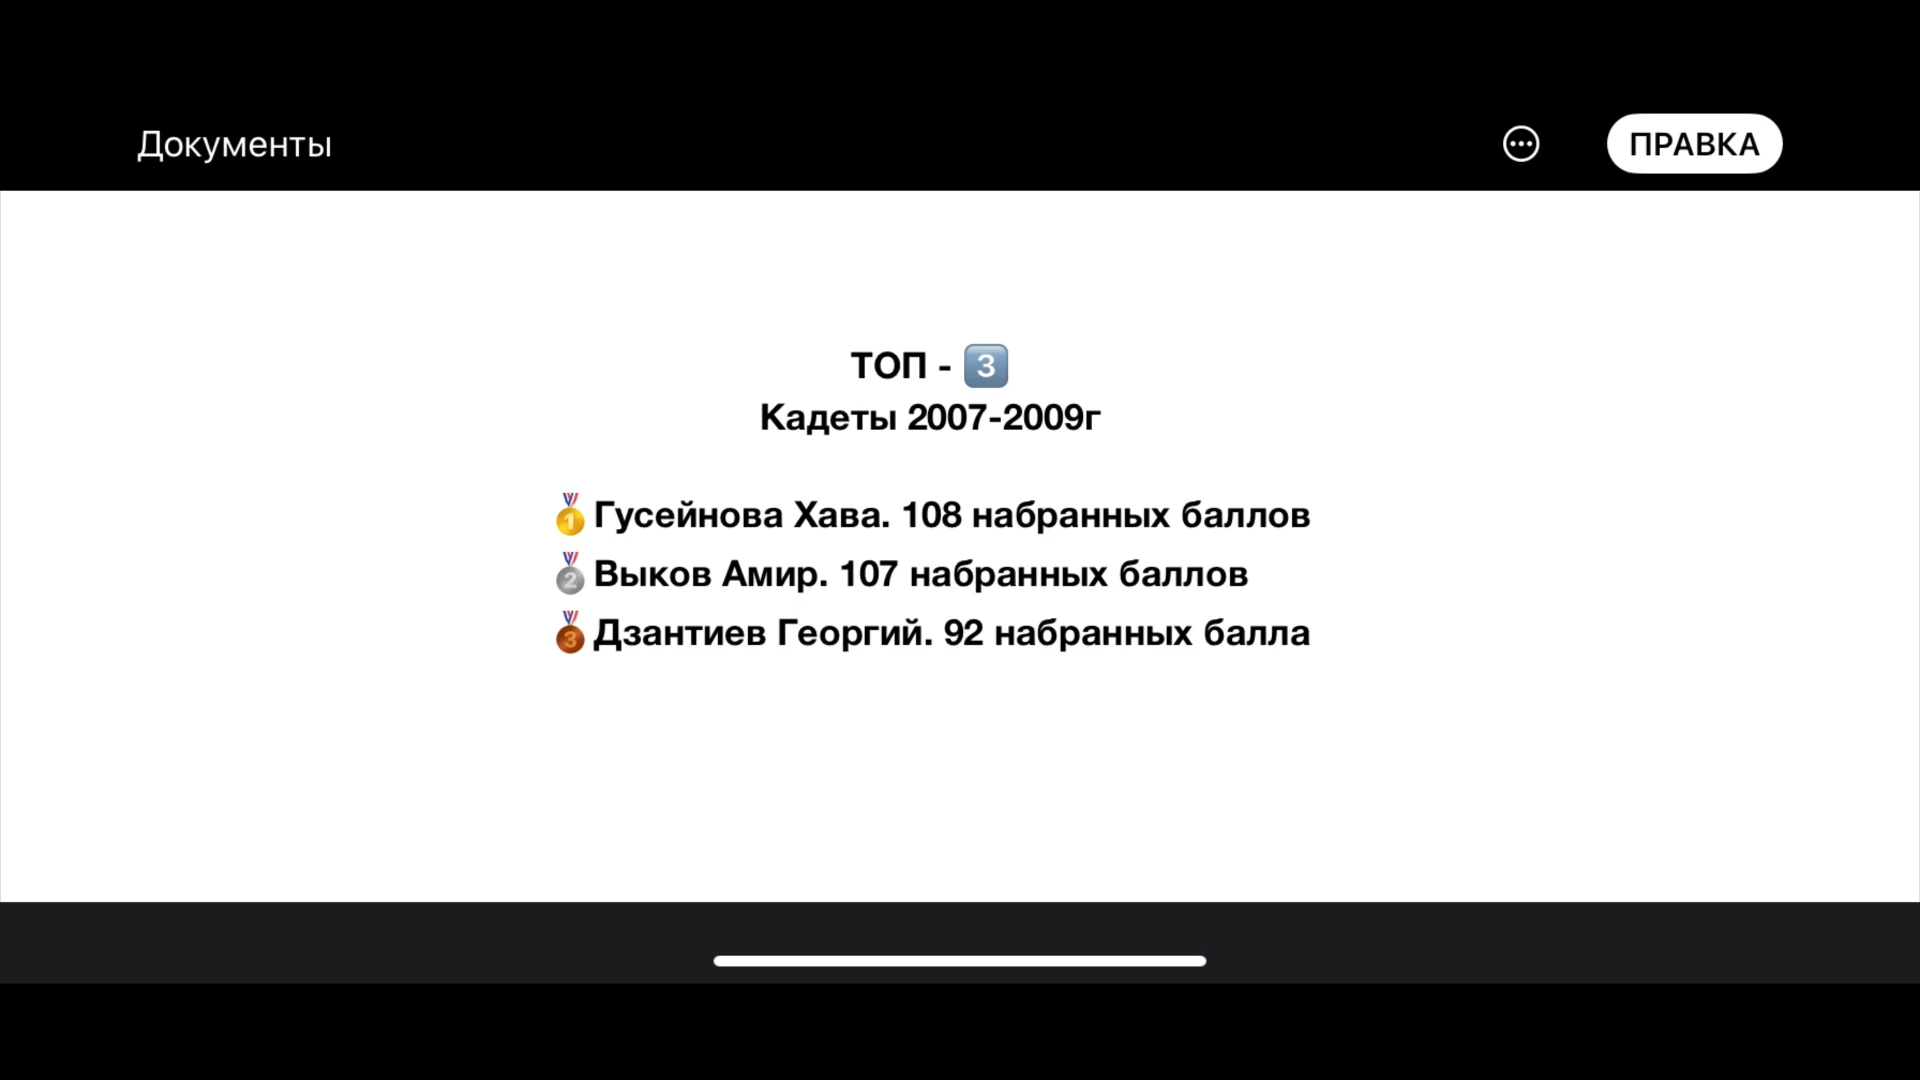 Документы
ПРАВКА
ТОП - 3️⃣
Кадеты 2007-2009г
🥇Гусейнова Хава. 108 набранных баллов
🥈Выков Амир. 107 набранных баллов
🥉Дзантиев Георгий. 92 набранных балла